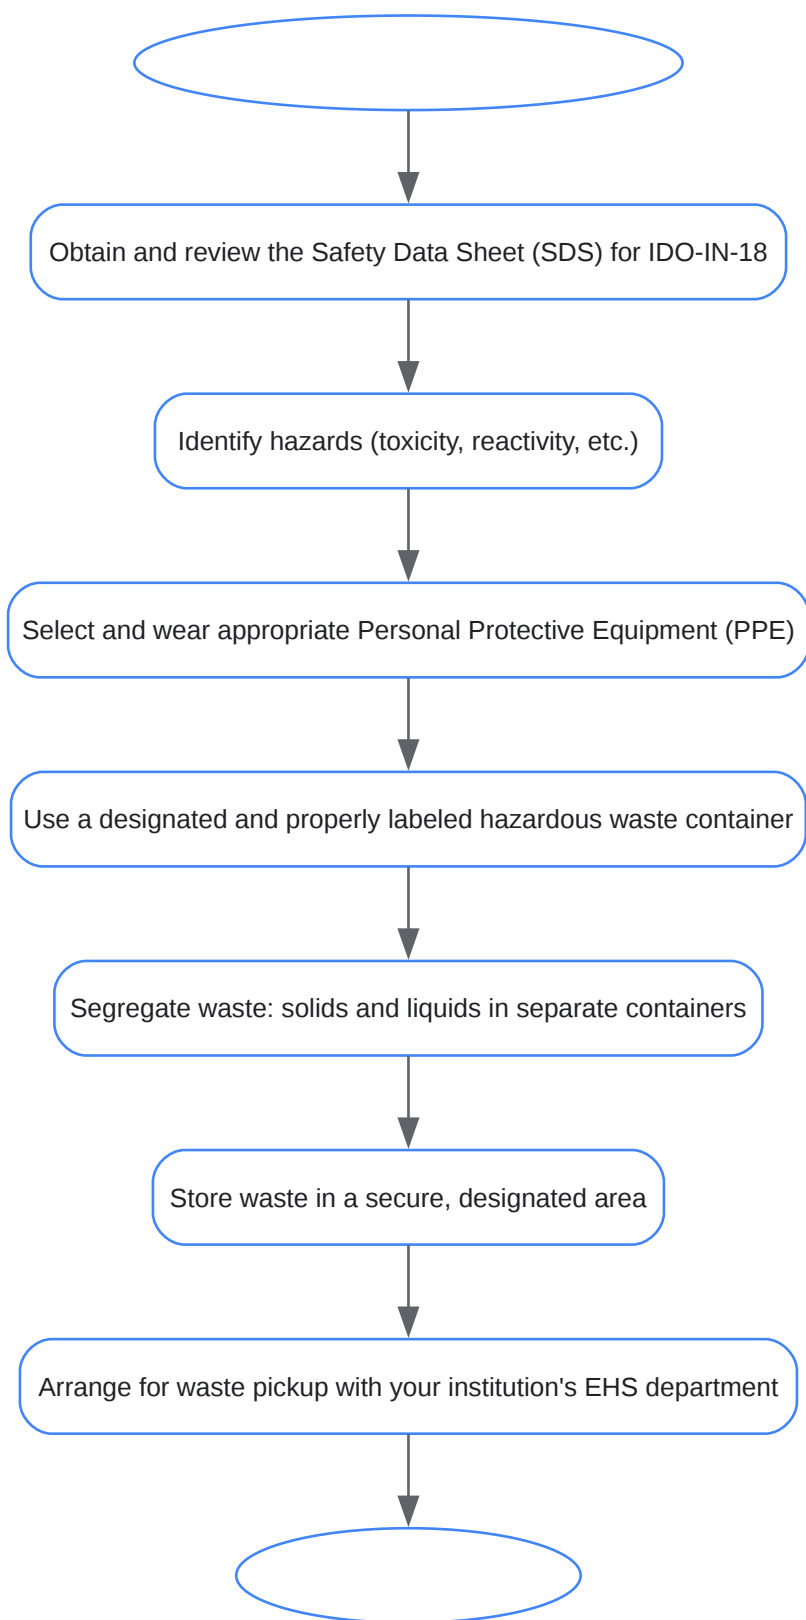 Obtain and review the Safety Data Sheet (SDS) for IDO-IN-18
Identify hazards (toxicity, reactivity, etc.)
Select and wear appropriate Personal Protective Equipment (PPE)
Use a designated and properly labeled hazardous waste container
Segregate waste: solids and liquids in separate containers
Store waste in a secure, designated area
Arrange for waste pickup with your institution's EHS department